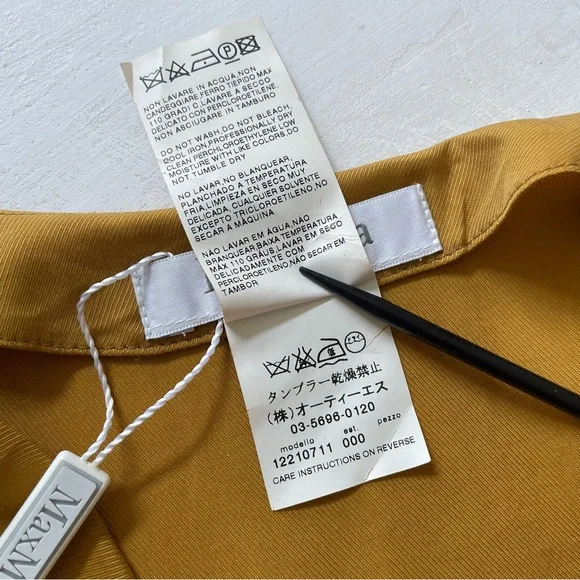 NON LAVARE IN ACQUA,NON
CANDEGGIARE,FERRO TIEPIDO MAX
110 GRADI C,LAVARE A SECCO
DELICATO CON PERCLOROETILENE,
NON ASCIUGARE IN TAMBURO
DO NOT WASH,DO NOT BLEACH,
COOL IRON,PROFESSIONALLY DRY
CLEAN PERCHLOROETHYLENE LOW
MOISTURE WITH LIKE COLORS DO
NOT TUMBLE DRY
NO LAVAR,NO BLANQUEAR,
PLANCHADO A TEMPERATURA
FRIA,LIMPIEZA EN SECO MUY
DELICADA, CUALQUIER SOLVENTE
EXCEPTO TRICLOROETILENO,NO
SECAR A MÁQUINA
NÃO LAVAR EM ÁGUA,NÃO
BRANQUEAR,BAIXA TEMPERATURA
MÁX 110 GRÁUS,LAVAR EM SECO
DELICADAMENTE COM
PERCLOROETILENO,NÃO SECAR EM
TAMBOR
a
タンブラー乾燥禁止
(株)オーティーエス
03-5696-0120
modello est. pezzo
12210711 000
CARE INSTRUCTIONS ON REVERSE
MaxM